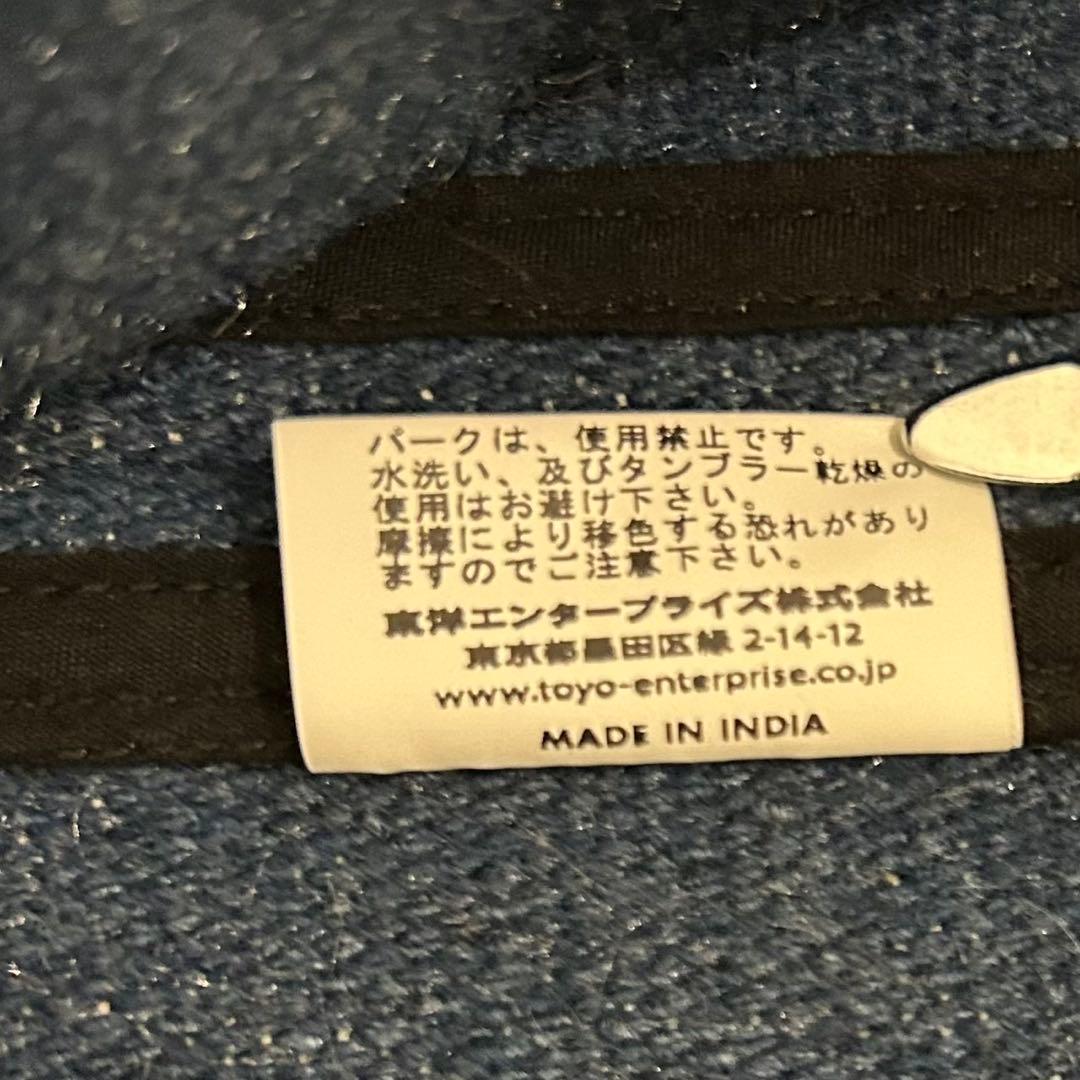 パークは、使用禁止です。
水洗い、及びタンブラー乾燥の
使用はお避け下さい。
摩擦により移色する恐れがあり
ますのでご注意下さい。
東洋エンタープライズ株式会社
東京都墨田区緑 2-14-12
www.toyo-enterprise.co.jp
MADE IN INDIA